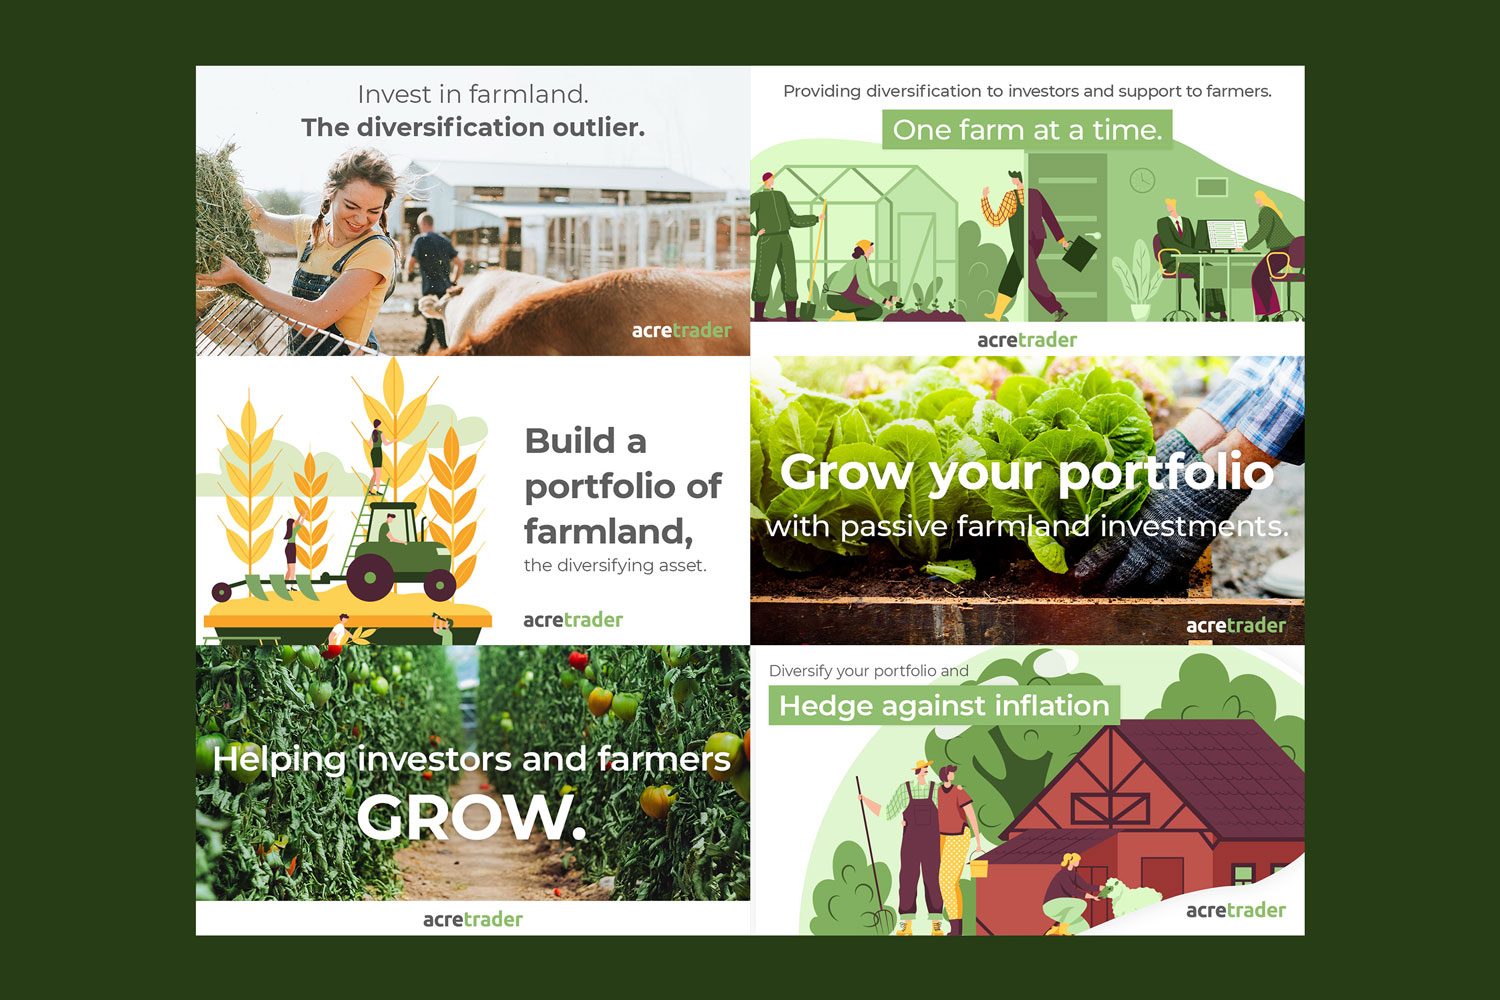 Invest in farmland.
The diversification outlier.
acretrader
Providing diversification to investors and support to farmers.
One farm at a time.
acretrader
Build a
portfolio of
farmland,
the diversifying asset.
acretrader
Grow your portfolio
with passive farmland investments.
acretrader
Helping investors and farmers
GROW.
acretrader
Diversify your portfolio and
Hedge against inflation
acretrader